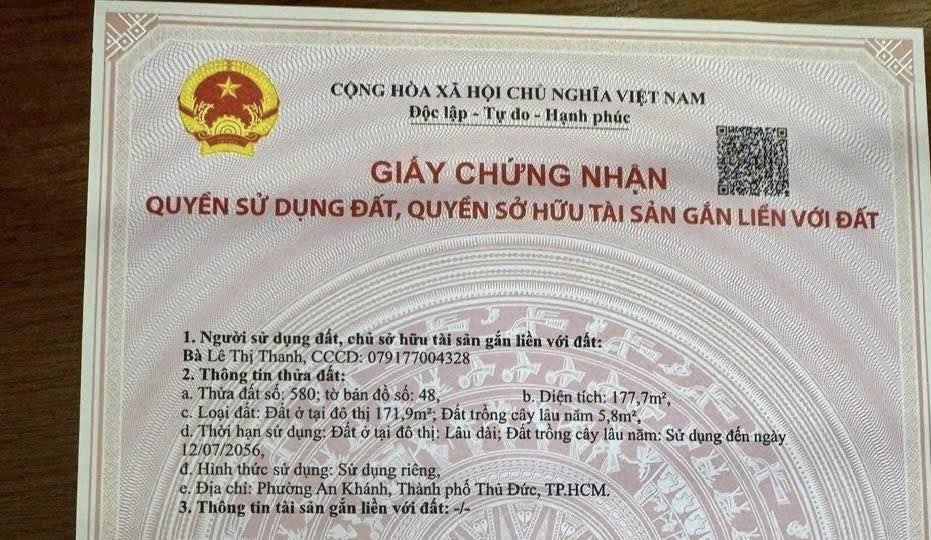 CỘNG HÒA XÃ HỘI CHỦ NGHĨA VIỆT NAM
Độc lập - Tự do - Hạnh phúc
GIẤY CHỨNG NHẬN
QUYỀN SỬ DỤNG ĐẤT, QUYỀN SỞ HỮU TÀI SẢN GẮN LIỀN VỚI ĐẤT
1. Người sử dụng đất, chủ sở hữu tài sản gắn liền với đất:
Bà Lê Thị Thanh, CCCD: 079177004328
2. Thông tin thửa đất:
a. Thửa đất số: 580; tờ bản đồ số: 48, b. Diện tích: 177,7m²,
c. Loại đất: Đất ở tại đô thị 171,9m²; Đất trồng cây lâu năm 5,8m²,
d. Thời hạn sử dụng: Đất ở tại đô thị: Lâu dài; Đất trồng cây lâu năm: Sử dụng đến ngày
12/07/2056,
đ. Hình thức sử dụng: Sử dụng riêng,
e. Địa chỉ: Phường An Khánh, Thành phố Thủ Đức, TP.HCM.
3. Thông tin tài sản gắn liền với đất: -/-